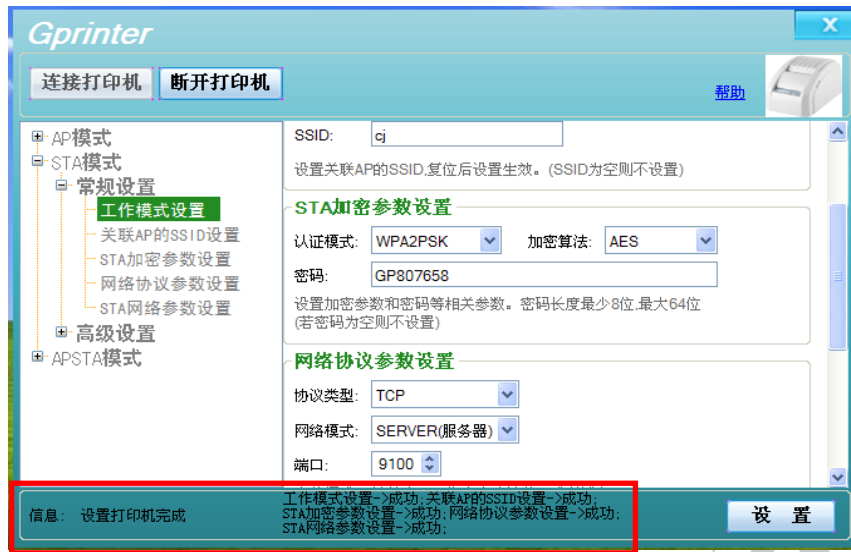 Gprinter
X
连接打印机
断开打印机
帮助
AP模式
STA模式
常规设置
工作模式设置
关联AP的SSID设置
STA加密参数设置
网络协议参数设置
STA网络参数设置
高级设置
APSTA模式
SSID: cj
设置关联AP的SSID,复位后设置生效。(SSID为空则不设置)
STA加密参数设置
认证模式: WPA2PSK 加密算法: AES
密码: GP807658
设置加密参数和密码等相关参数。密码长度最少8位,最大64位
(若密码为空则不设置)
网络协议参数设置
协议类型: TCP
网络模式: SERVER(服务器)
端口: 9100
信息: 设置打印机完成
工作模式设置->成功;关联AP的SSID设置->成功;
STA加密参数设置->成功;网络协议参数设置->成功;
STA网络参数设置->成功;
设 置